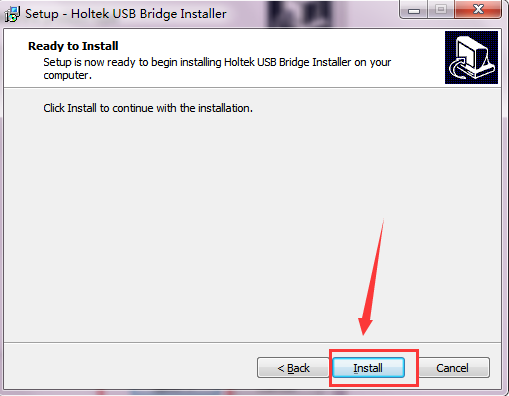 Setup - Holtek USB Bridge Installer
Ready to Install
Setup is now ready to begin installing Holtek USB Bridge Installer on your
computer.
Click Install to continue with the installation.
< Back
Install
Cancel